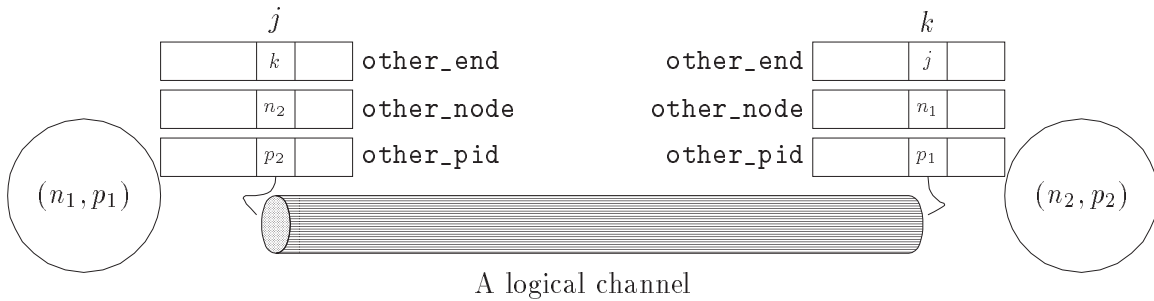 j k
k other_end other_end j
n₂ other_node other_node n₁
p₂ other_pid other_pid p₁
(n₁, p₁) (n₂, p₂)
A logical channel